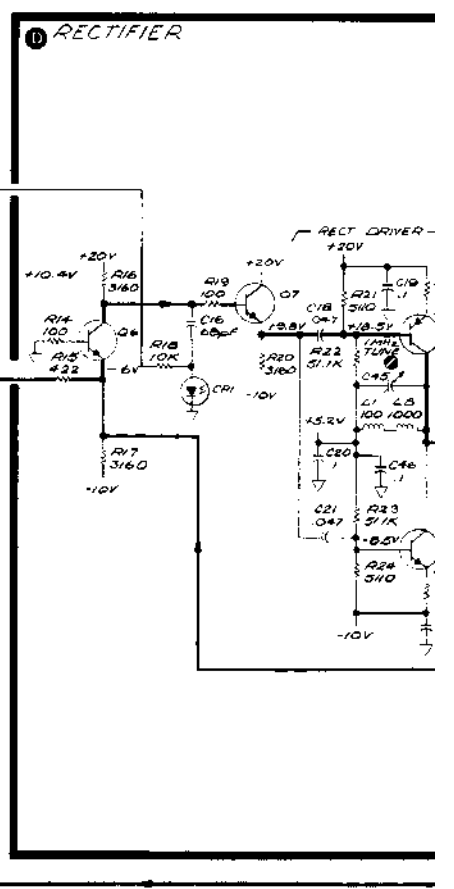 D RECTIFIER
RECT DRIVER
+20V
+20V
+20V
+10.4V
R16
3160
R19
100
Q7
C19
.1
R21
5110
C18
.047
R14
100
Q6
C16
68pF
+9.8V
+18.5V
1MHz
TUNE
R15
422
-.6V
R18
10K
R20
3160
R22
51.1K
C45
CR1
-10V
L1
100
L8
1000
+5.2V
R17
3160
C20
.1
C46
.1
-10V
C21
.047
R23
51.1K
-8.5V
R24
5110
-10V